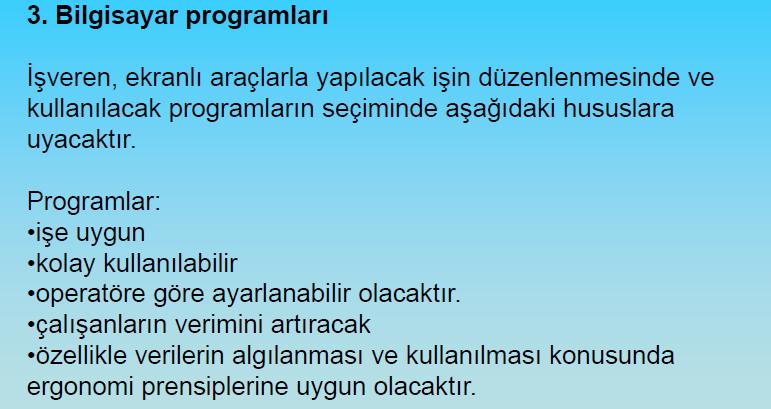 3. Bilgisayar programları
İşveren, ekranlı araçlarla yapılacak işin düzenlenmesinde ve
kullanılacak programların seçiminde aşağıdaki hususlara
uyacaktır.
Programlar:
•işe uygun
•kolay kullanılabilir
•operatöre göre ayarlanabilir olacaktır.
•çalışanların verimini artıracak
•özellikle verilerin algılanması ve kullanılması konusunda
ergonomi prensiplerine uygun olacaktır.